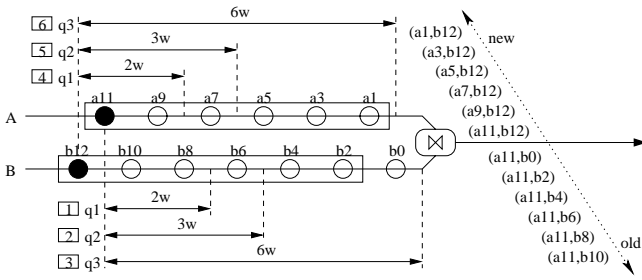 6 q3 6w
5 q2 3w
4 q1 2w
a11 a9 a7 a5 a3 a1
A
b12 b10 b8 b6 b4 b2 b0
B
1 q1 2w
2 q2 3w
3 q3 6w
new
(a1,b12)
(a3,b12)
(a5,b12)
(a7,b12)
(a9,b12)
(a11,b12)
(a11,b0)
(a11,b2)
(a11,b4)
(a11,b6)
(a11,b8)
(a11,b10)
old